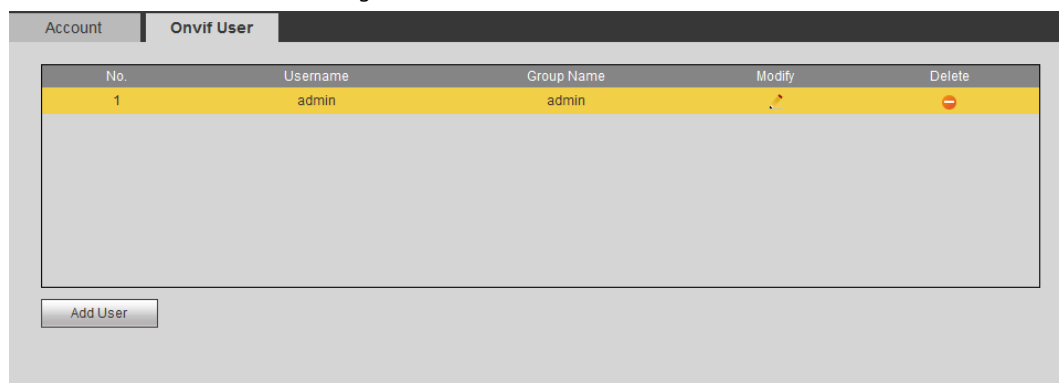 Account Onvif User
No. Username Group Name Modify Delete
1 admin admin
Add User